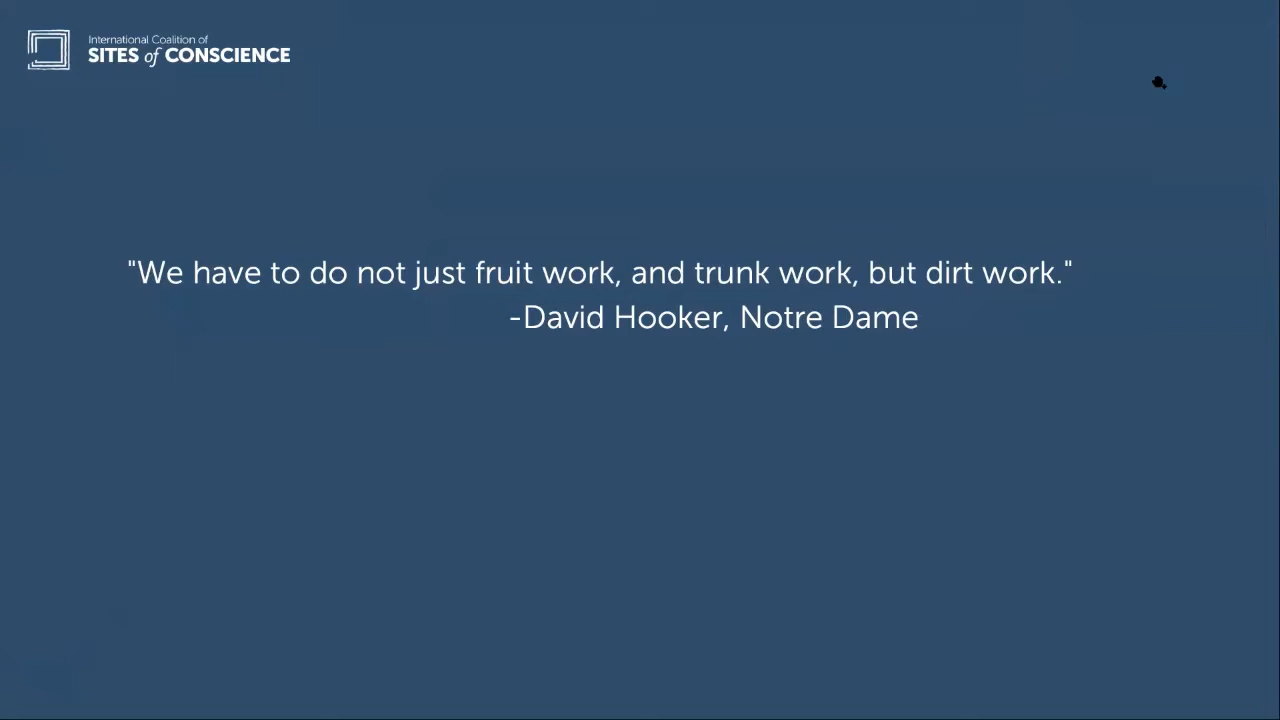 International Coalition of
SITES of CONSCIENCE
"We have to do not just fruit work, and trunk work, but dirt work."
-David Hooker, Notre Dame